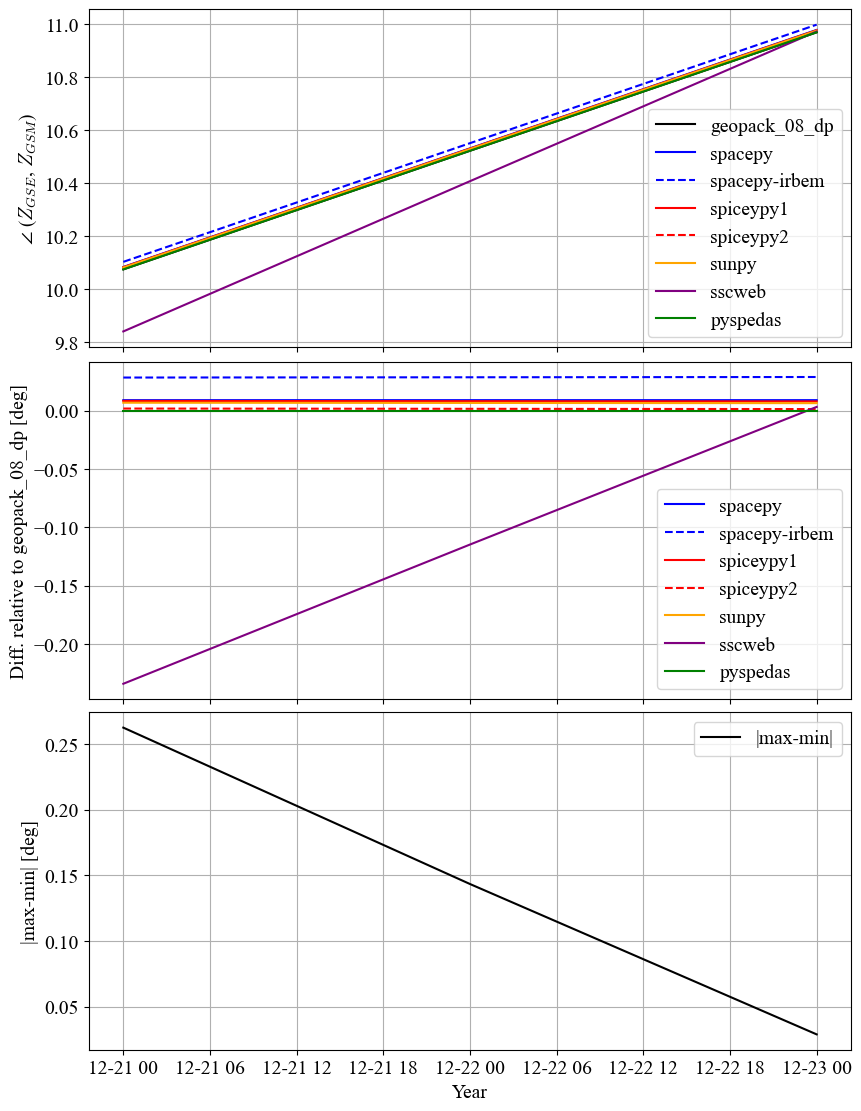 11.0
10.8
10.6
10.4
10.2
10.0
9.8
∠ (Z_GSE, Z_GSM)
geopack_08_dp
spacepy
spacepy-irbem
spiceypy1
spiceypy2
sunpy
sscweb
pyspedas
0.00
−0.05
−0.10
−0.15
−0.20
Diff. relative to geopack_08_dp [deg]
spacepy
spacepy-irbem
spiceypy1
spiceypy2
sunpy
sscweb
pyspedas
0.25
0.20
0.15
0.10
0.05
|max-min| [deg]
|max-min|
12-21 00 12-21 06 12-21 12 12-21 18 12-22 00 12-22 06 12-22 12 12-22 18 12-23 00
Year